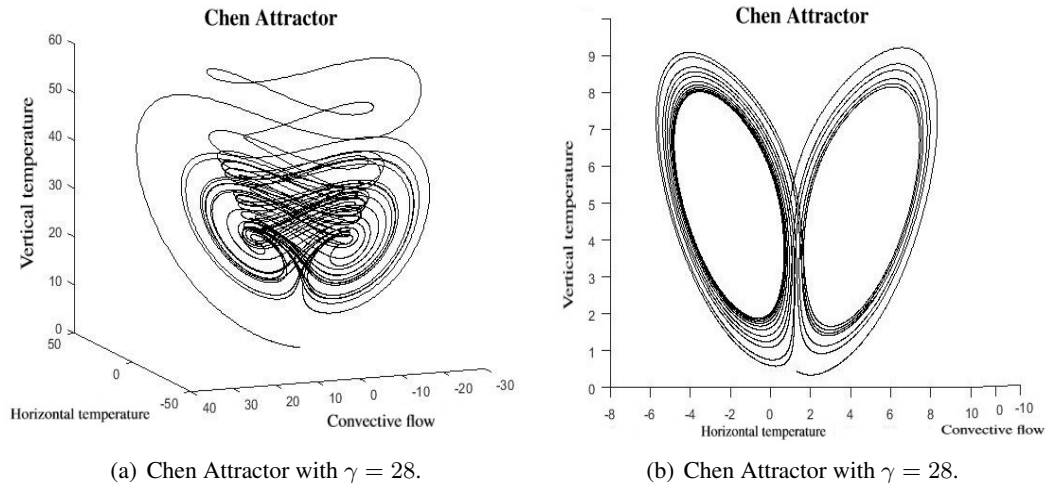 Chen Attractor
60
50
40
30
20
10
0
Vertical temperature
50
0
-50
Horizontal temperature
40
30
20
10
0
-10
-20
-30
Convective flow
(a) Chen Attractor with γ = 28.
Chen Attractor
9
8
7
6
5
4
3
2
1
0
Vertical temperature
-8 -6 -4 -2 0 2 4 6 8 10 0 -10
Horizontal temperature
Convective flow
(b) Chen Attractor with γ = 28.